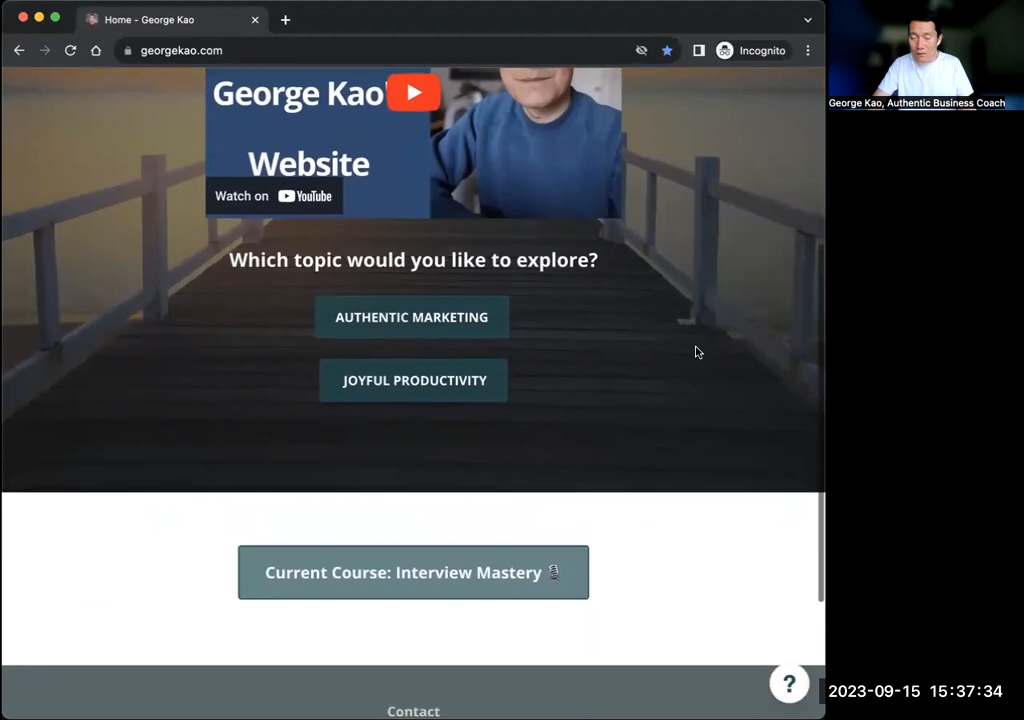 Home - George Kao
georgekao.com
Incognito
George Kao, Authentic Business Coach
George Kao'
Website
Watch on YouTube
Which topic would you like to explore?
AUTHENTIC MARKETING
JOYFUL PRODUCTIVITY
Current Course: Interview Mastery
?
Contact
2023-09-15 15:37:34